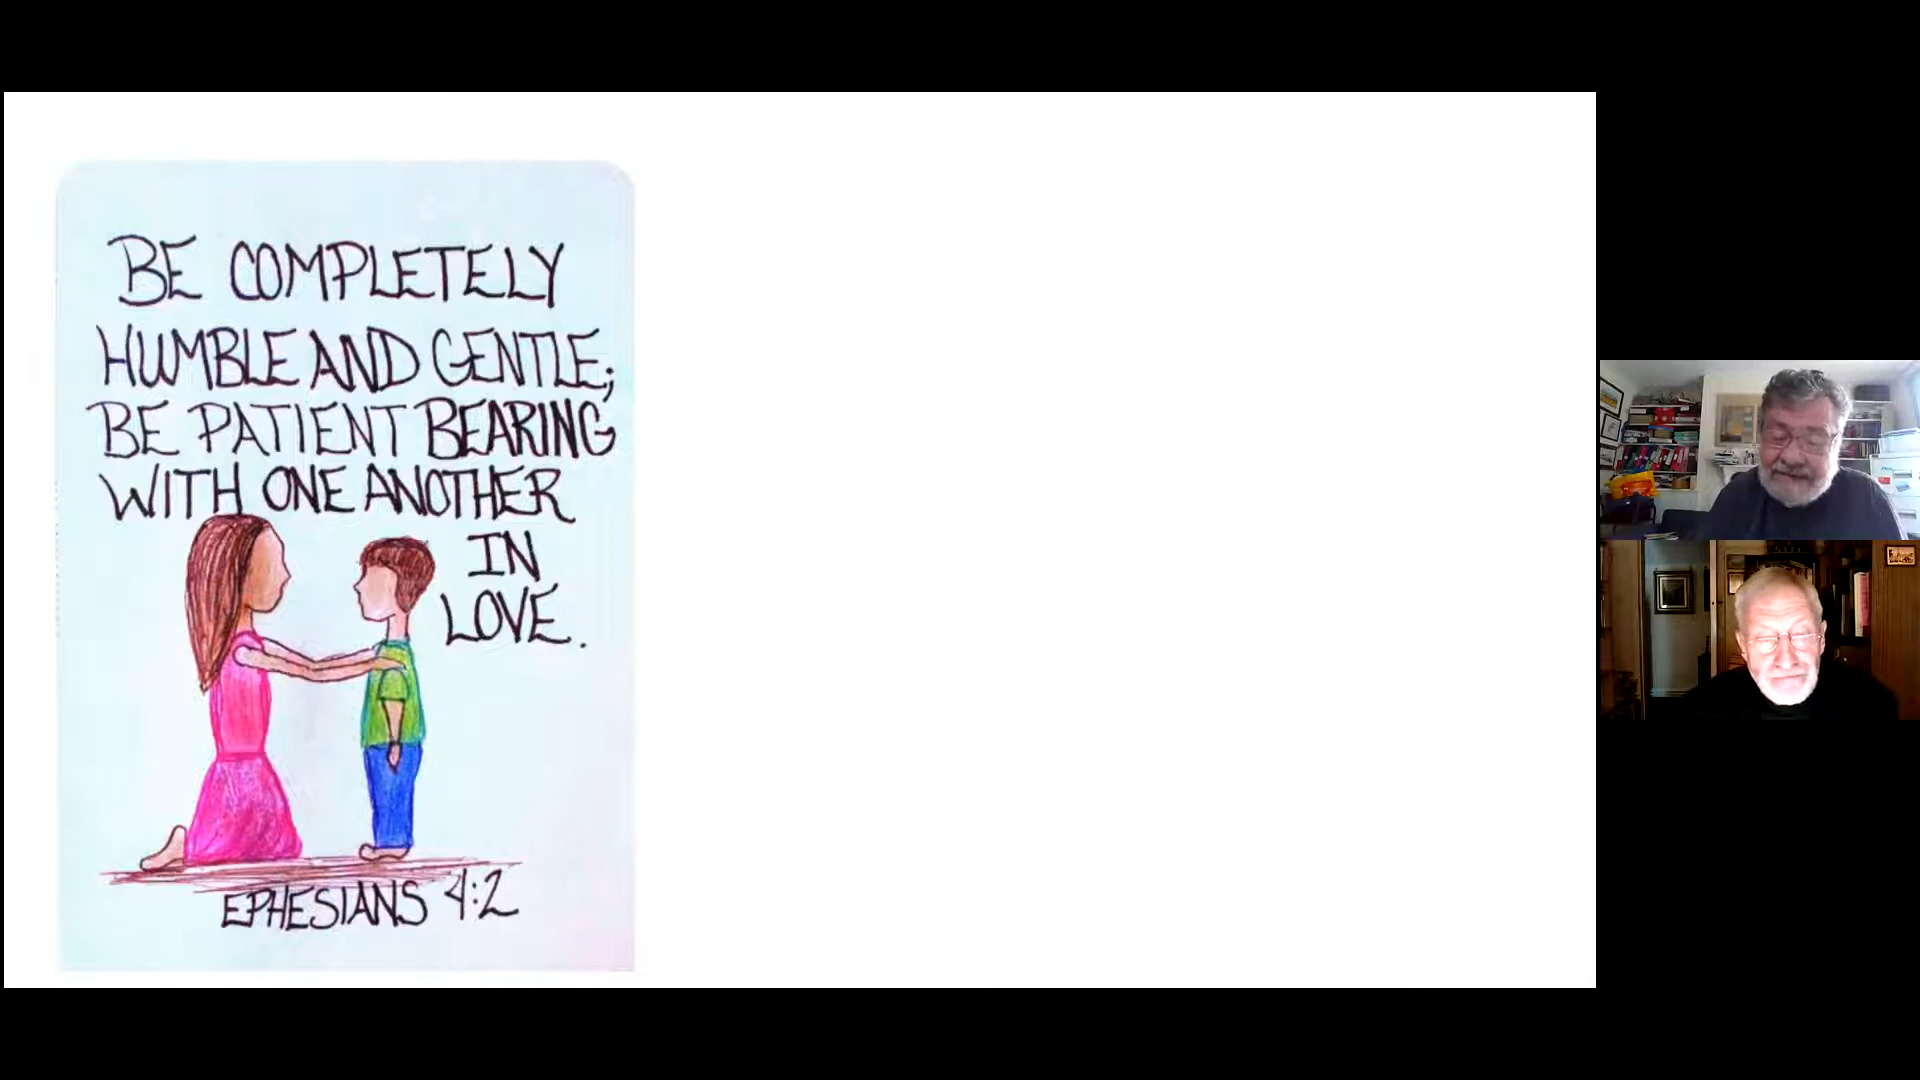 BE COMPLETELY
HUMBLE AND GENTLE;
BE PATIENT BEARING
WITH ONE ANOTHER
IN
LOVE.
EPHESIANS 4:2